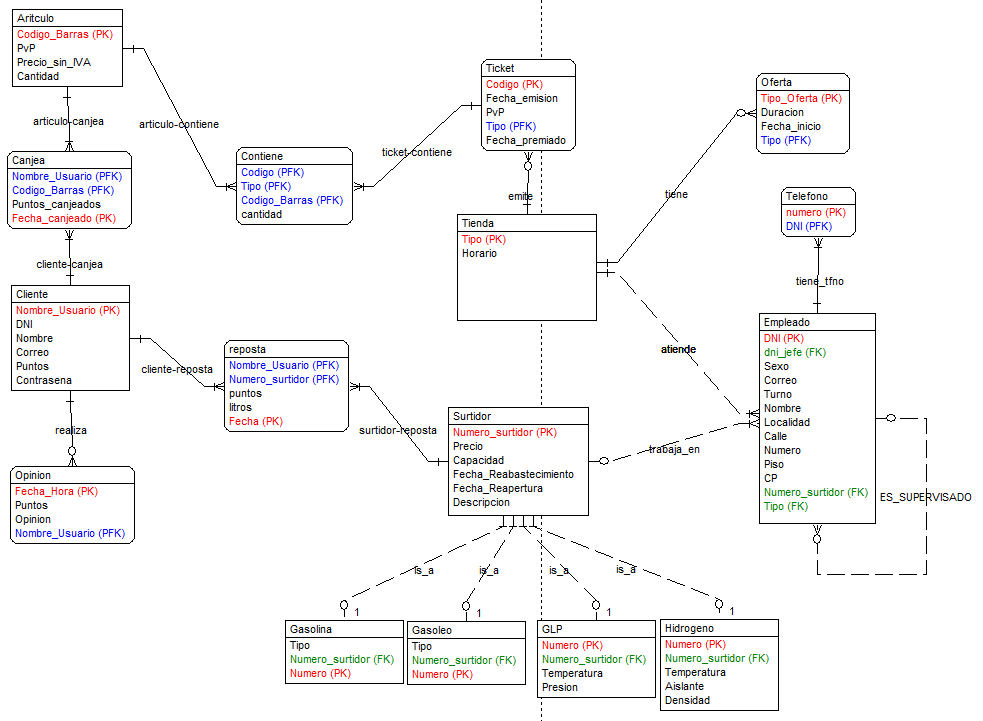 Aritculo
Codigo_Barras (PK)
PvP
Precio_sin_IVA
Cantidad
articulo-canjea
articulo-contiene
Canjea
Nombre_Usuario (PFK)
Codigo_Barras (PFK)
Puntos_canjeados
Fecha_canjeado (PK)
cliente-canjea
Contiene
Codigo (PFK)
Tipo (PFK)
Codigo_Barras (PFK)
cantidad
ticket-contiene
Ticket
Codigo (PK)
Fecha_emision
PvP
Tipo (PFK)
Fecha_premiado
emite
Tienda
Tipo (PK)
Horario
tiene
Oferta
Tipo_Oferta (PK)
Duracion
Fecha_inicio
Tipo (PFK)
Telefono
numero (PK)
DNI (PFK)
tiene_tfno
atiende
Cliente
Nombre_Usuario (PK)
DNI
Nombre
Correo
Puntos
Contrasena
cliente-reposta
realiza
reposta
Nombre_Usuario (PFK)
Numero_surtidor (PFK)
puntos
litros
Fecha (PK)
surtidor-reposta
Surtidor
Numero_surtidor (PK)
Precio
Capacidad
Fecha_Reabastecimiento
Fecha_Reapertura
Descripcion
trabaja_en
Empleado
DNI (PK)
dni_jefe (FK)
Sexo
Correo
Turno
Nombre
Localidad
Calle
Numero
Piso
CP
Numero_surtidor (FK)
Tipo (FK)
ES_SUPERVISADO
Opinion
Fecha_Hora (PK)
Puntos
Opinion
Nombre_Usuario (PFK)
is_a
is_a
is_a
is_a
1
1
1
1
Gasolina
Tipo
Numero_surtidor (FK)
Numero (PK)
Gasoleo
Tipo
Numero_surtidor (FK)
Numero (PK)
GLP
Numero (PK)
Numero_surtidor (FK)
Temperatura
Presion
Hidrogeno
Numero (PK)
Numero_surtidor (FK)
Temperatura
Aislante
Densidad